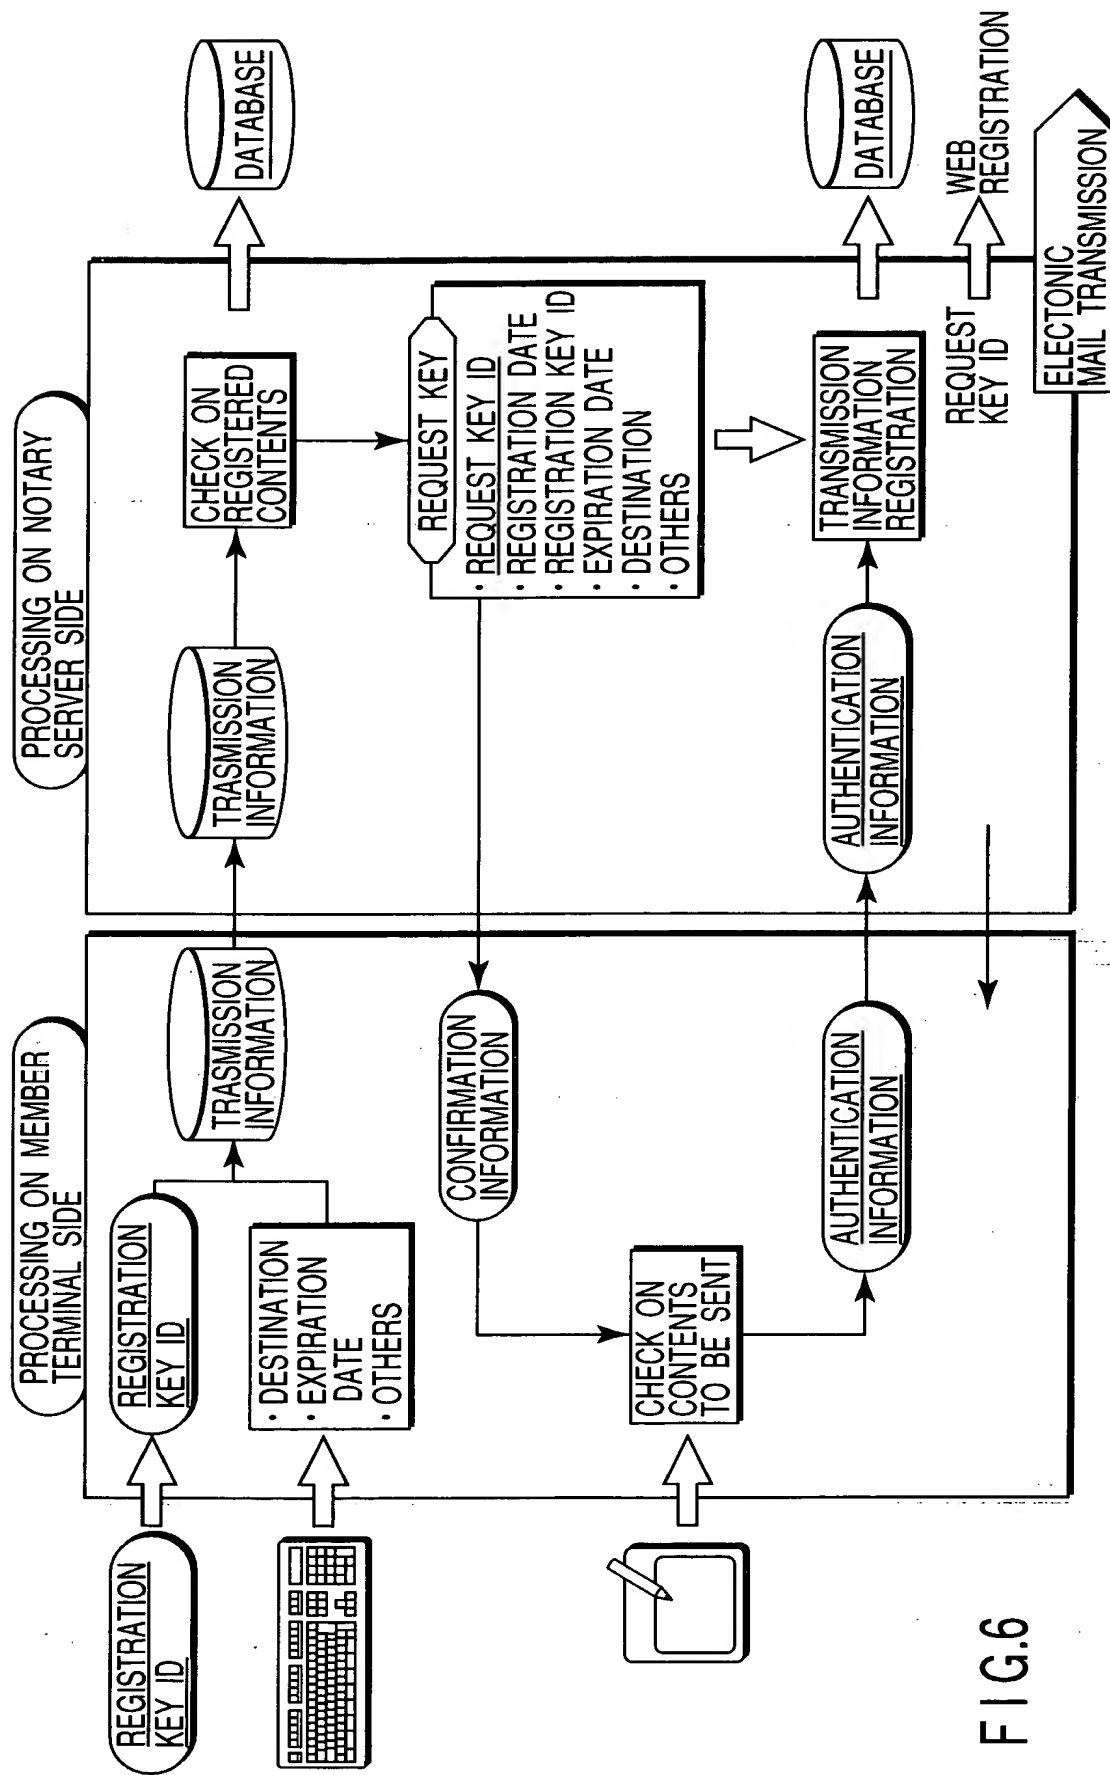 PROCESSING ON MEMBER
TERMINAL SIDE
PROCESSING ON NOTARY
SERVER SIDE
REGISTRATION
KEY ID
REGISTRATION
KEY ID
TRASMISSION
INFORMATION
TRASMISSION
INFORMATION
CHECK ON
REGISTERED
CONTENTS
DATABASE
• DESTINATION
• EXPIRATION
DATE
• OTHERS
REQUEST KEY
• REQUEST KEY ID
• REGISTRATION DATE
• REGISTRATION KEY ID
• EXPIRATION DATE
• DESTINATION
• OTHERS
CONFIRMATION
INFORMATION
CHECK ON
CONTENTS
TO BE SENT
AUTHENTICATION
INFORMATION
AUTHENTICATION
INFORMATION
TRANSMISSION
INFORMATION
REGISTRATION
DATABASE
REQUEST
KEY ID
WEB
REGISTRATION
ELECTONIC
MAIL TRANSMISSION
FIG.6